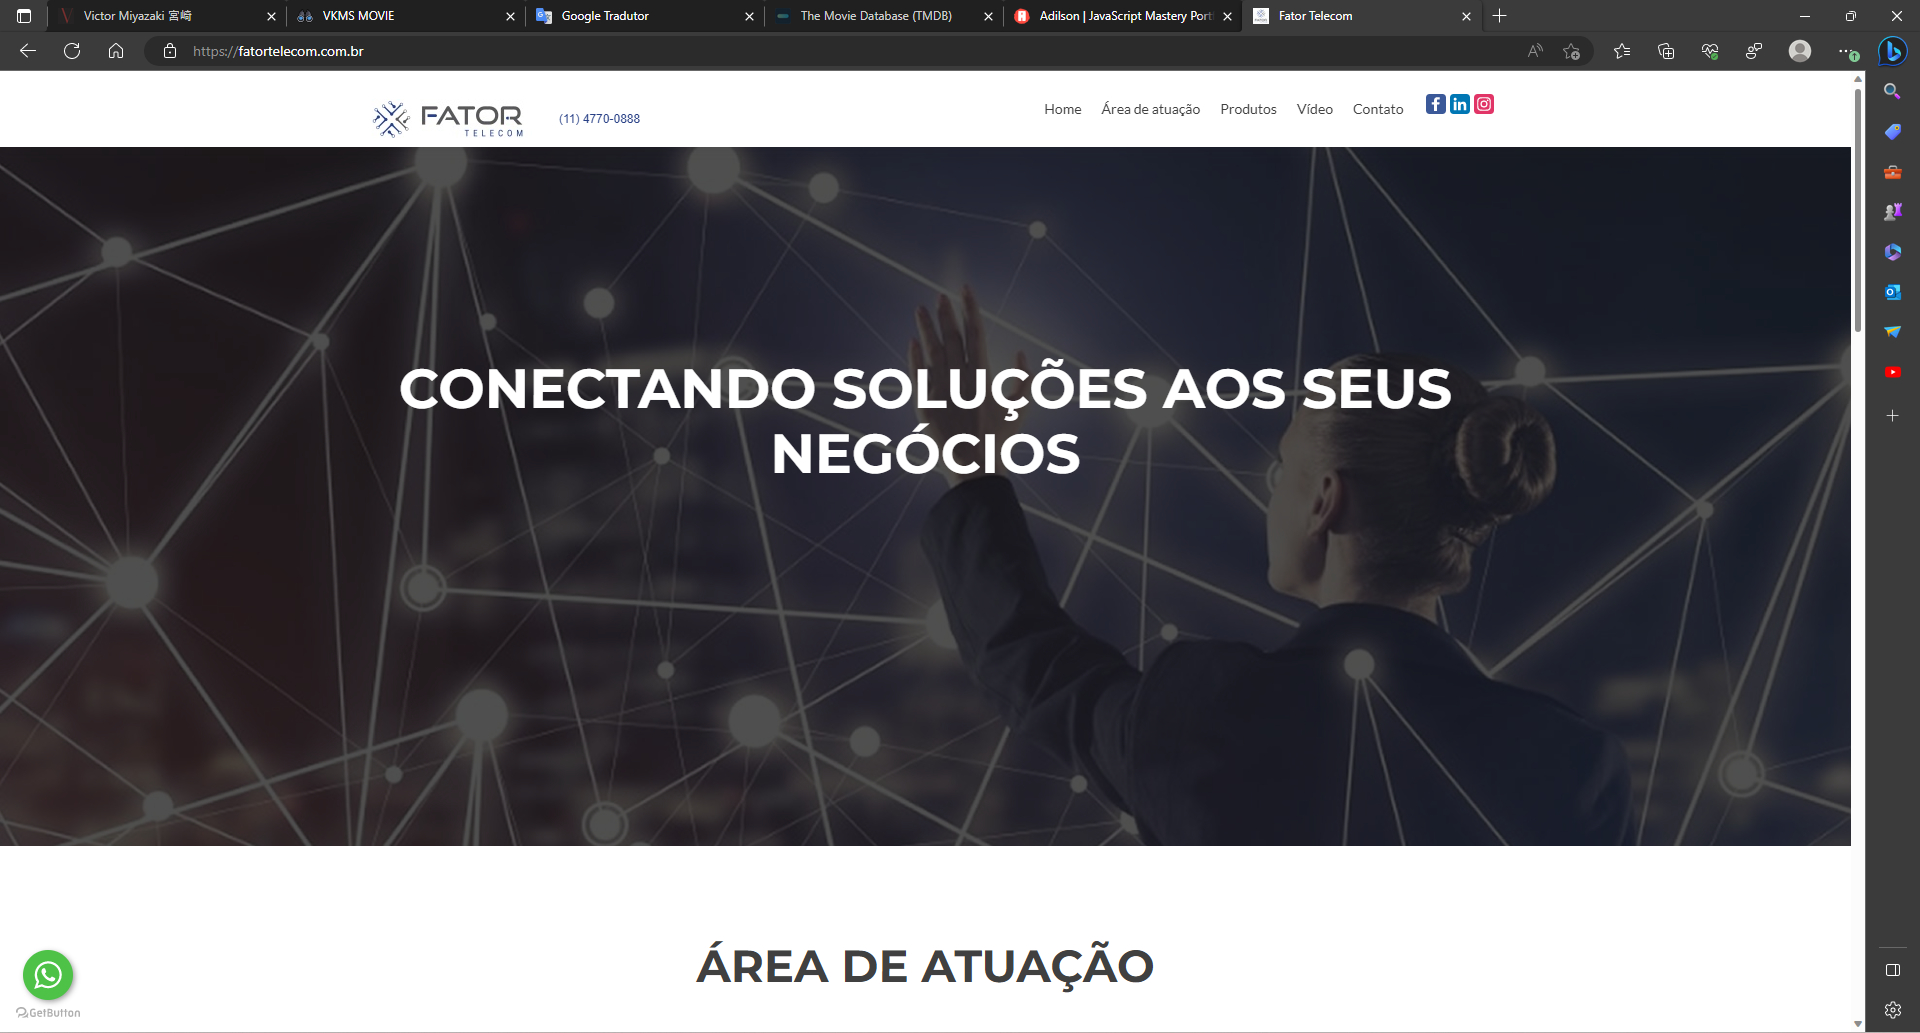 Victor Miyazaki 宮崎
VKMS MOVIE
Google Tradutor
The Movie Database (TMDB)
Adilson | JavaScript Mastery Port
Fator Telecom
https://fatortelecom.com.br
FATOR
TELECOM
(11) 4770-0888
Home
Área de atuação
Produtos
Vídeo
Contato
CONECTANDO SOLUÇÕES AOS SEUS
NEGÓCIOS
ÁREA DE ATUAÇÃO
GetButton